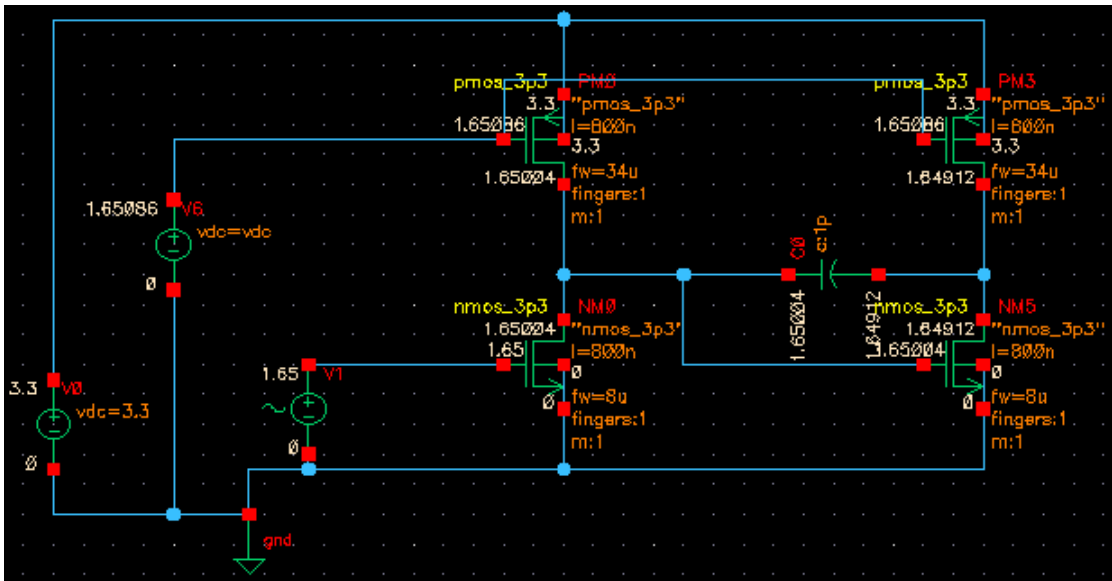 pmos_3p3 PM0
3.3 "pmos_3p3"
1.65086 l=800n
3.3
1.65004 fw=34u
fingers:1
m:1
pmos_3p3 PM3
3.3 "pmos_3p3"
1.65086 l=800n
3.3
1.64912 fw=34u
fingers:1
m:1
1.65086 V6
vdc=vdc
0
C0 c:1p
1.65004 1.64912
nmos_3p3 NM0
1.65004 "nmos_3p3"
1.65 l=800n
0
0 fw=8u
fingers:1
m:1
nmos_3p3 NM5
1.64912 "nmos_3p3"
1.65004 l=800n
0
0 fw=8u
fingers:1
m:1
1.65 V1
0
3.3 V0
vdc=3.3
0
gnd